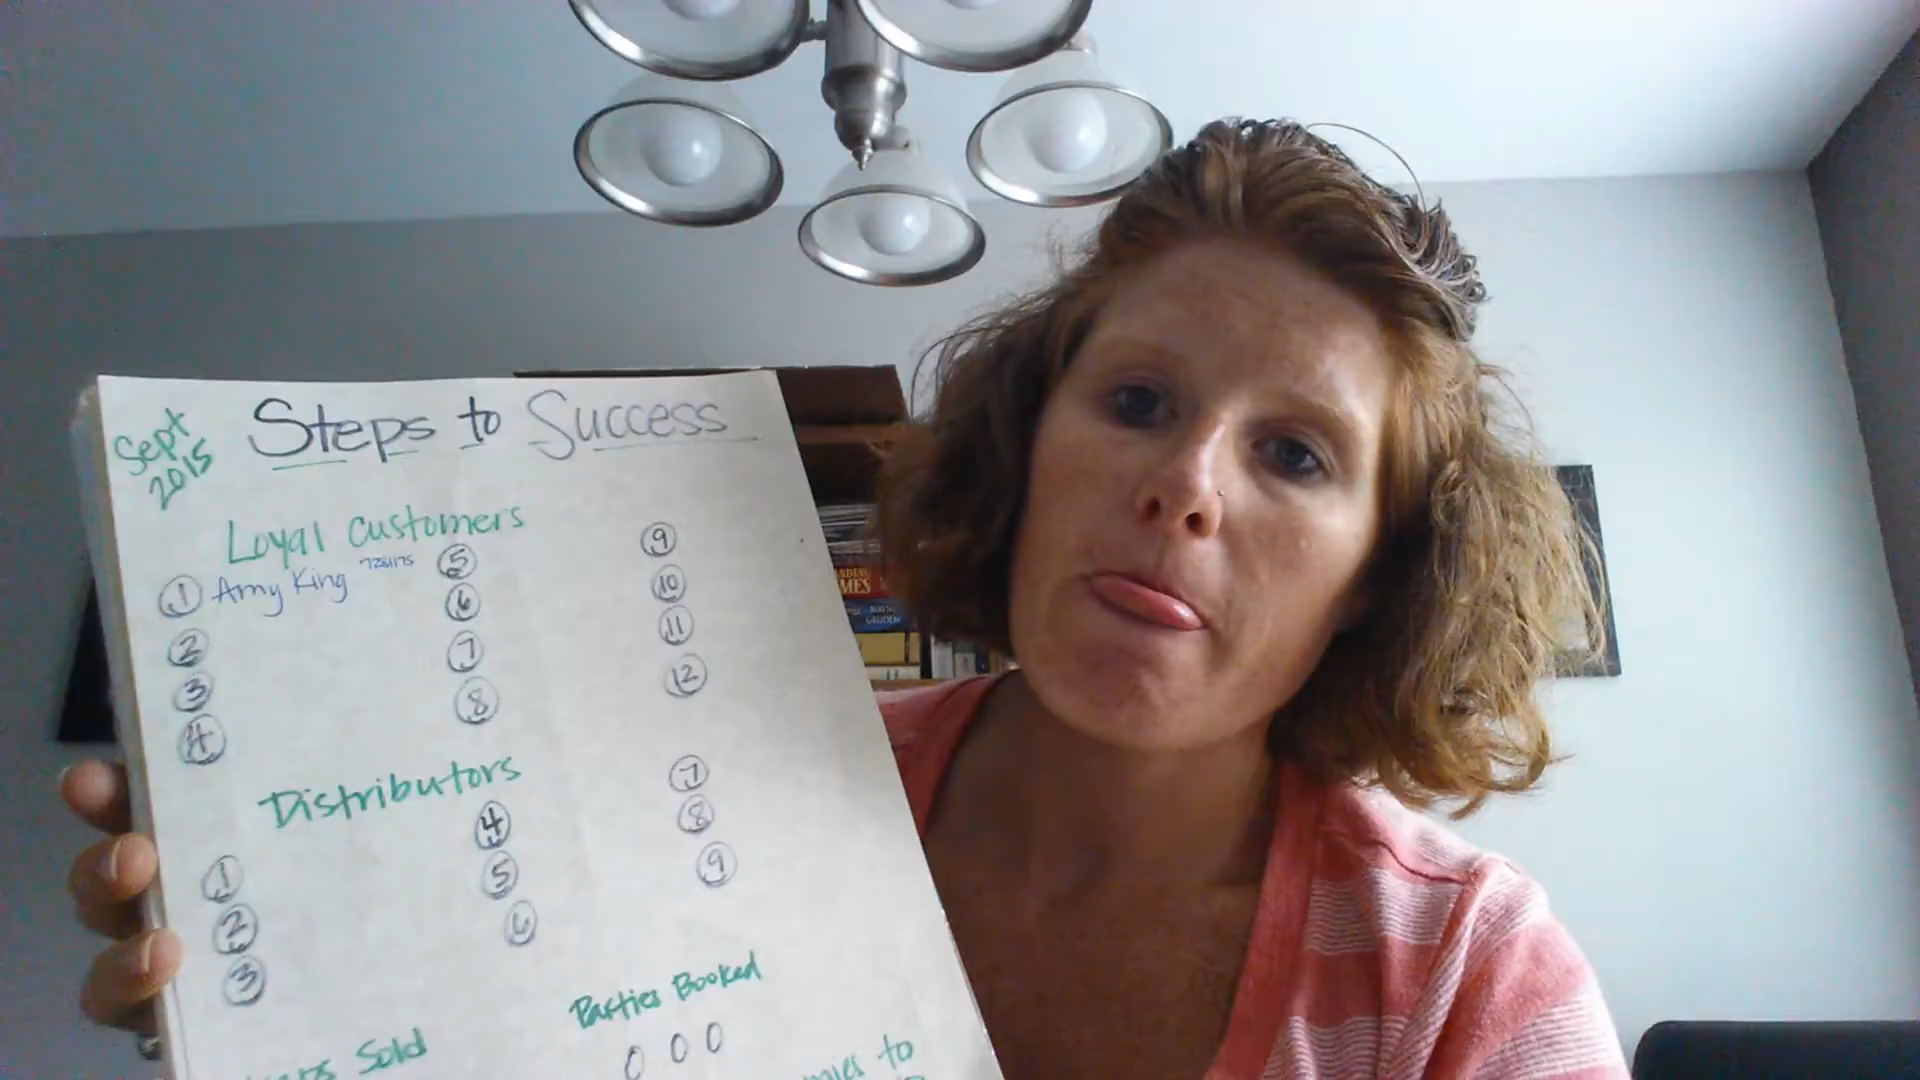 Sept
2015
Steps to Success
Loyal Customers
1 Amy King
2
3
4
5
6
7
8
9
10
11
12
Distributors
1
2
3
4
5
6
7
8
9
Parties Booked
0 0 0
Sold
to